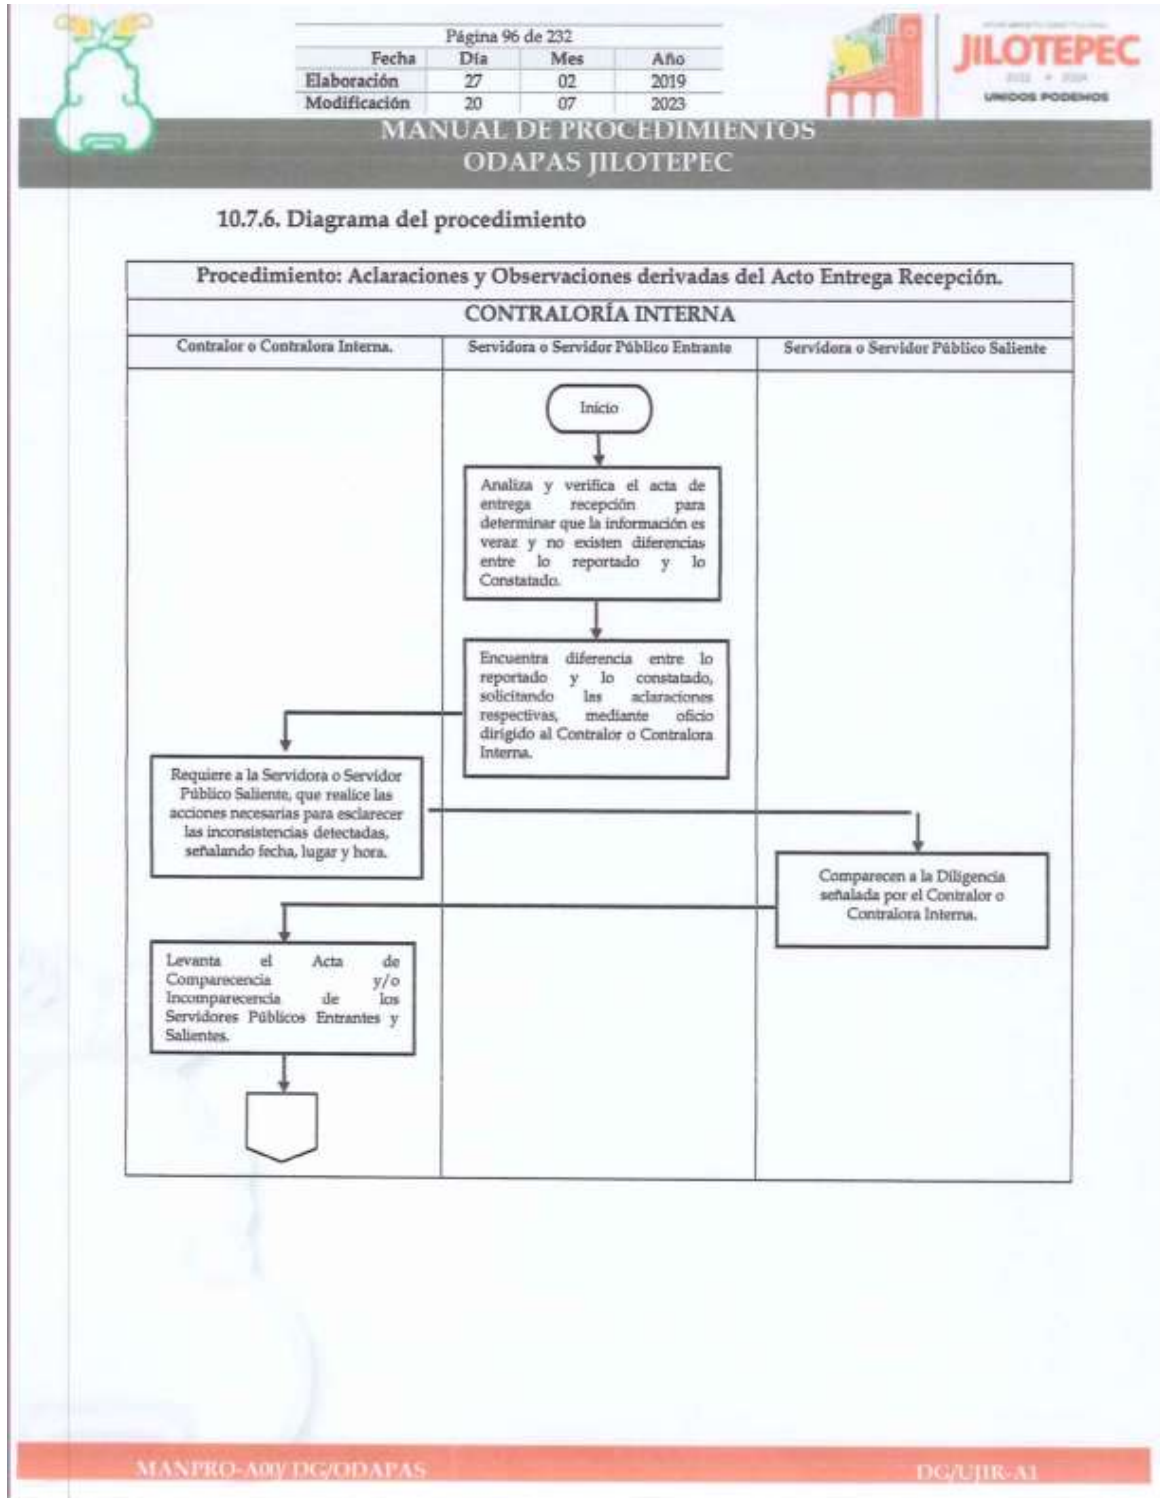 Página 96 de 232
Fecha Día Mes Año
Elaboración 27 02 2019
Modificación 20 07 2023
JILOTEPEC
UNIDOS PODEMOS
MANUAL DE PROCEDIMIENTOS
ODAPAS JILOTEPEC
10.7.6. Diagrama del procedimiento
Procedimiento: Aclaraciones y Observaciones derivadas del Acto Entrega Recepción.
CONTRALORÍA INTERNA
Contralor o Contralora Interna. Servidora o Servidor Público Entrante Servidora o Servidor Público Saliente
Inicio
Analiza y verifica el acta de
entrega recepción para
determinar que la información es
veraz y no existen diferencias
entre lo reportado y lo
Constatado.
Encuentra diferencia entre lo
reportado y lo constatado,
solicitando las aclaraciones
respectivas, mediante oficio
dirigido al Contralor o Contralora
Interna.
Requiere a la Servidora o Servidor
Público Saliente, que realice las
acciones necesarias para esclarecer
las inconsistencias detectadas,
señalando fecha, lugar y hora.
Comparecen a la Diligencia
señalada por el Contralor o
Contralora Interna.
Levanta el Acta de
Comparecencia y/o
Incomparecencia de los
Servidores Públicos Entrantes y
Salientes.
MANPRO-A00/ DG/ODAPAS
DG/UJIR-A1